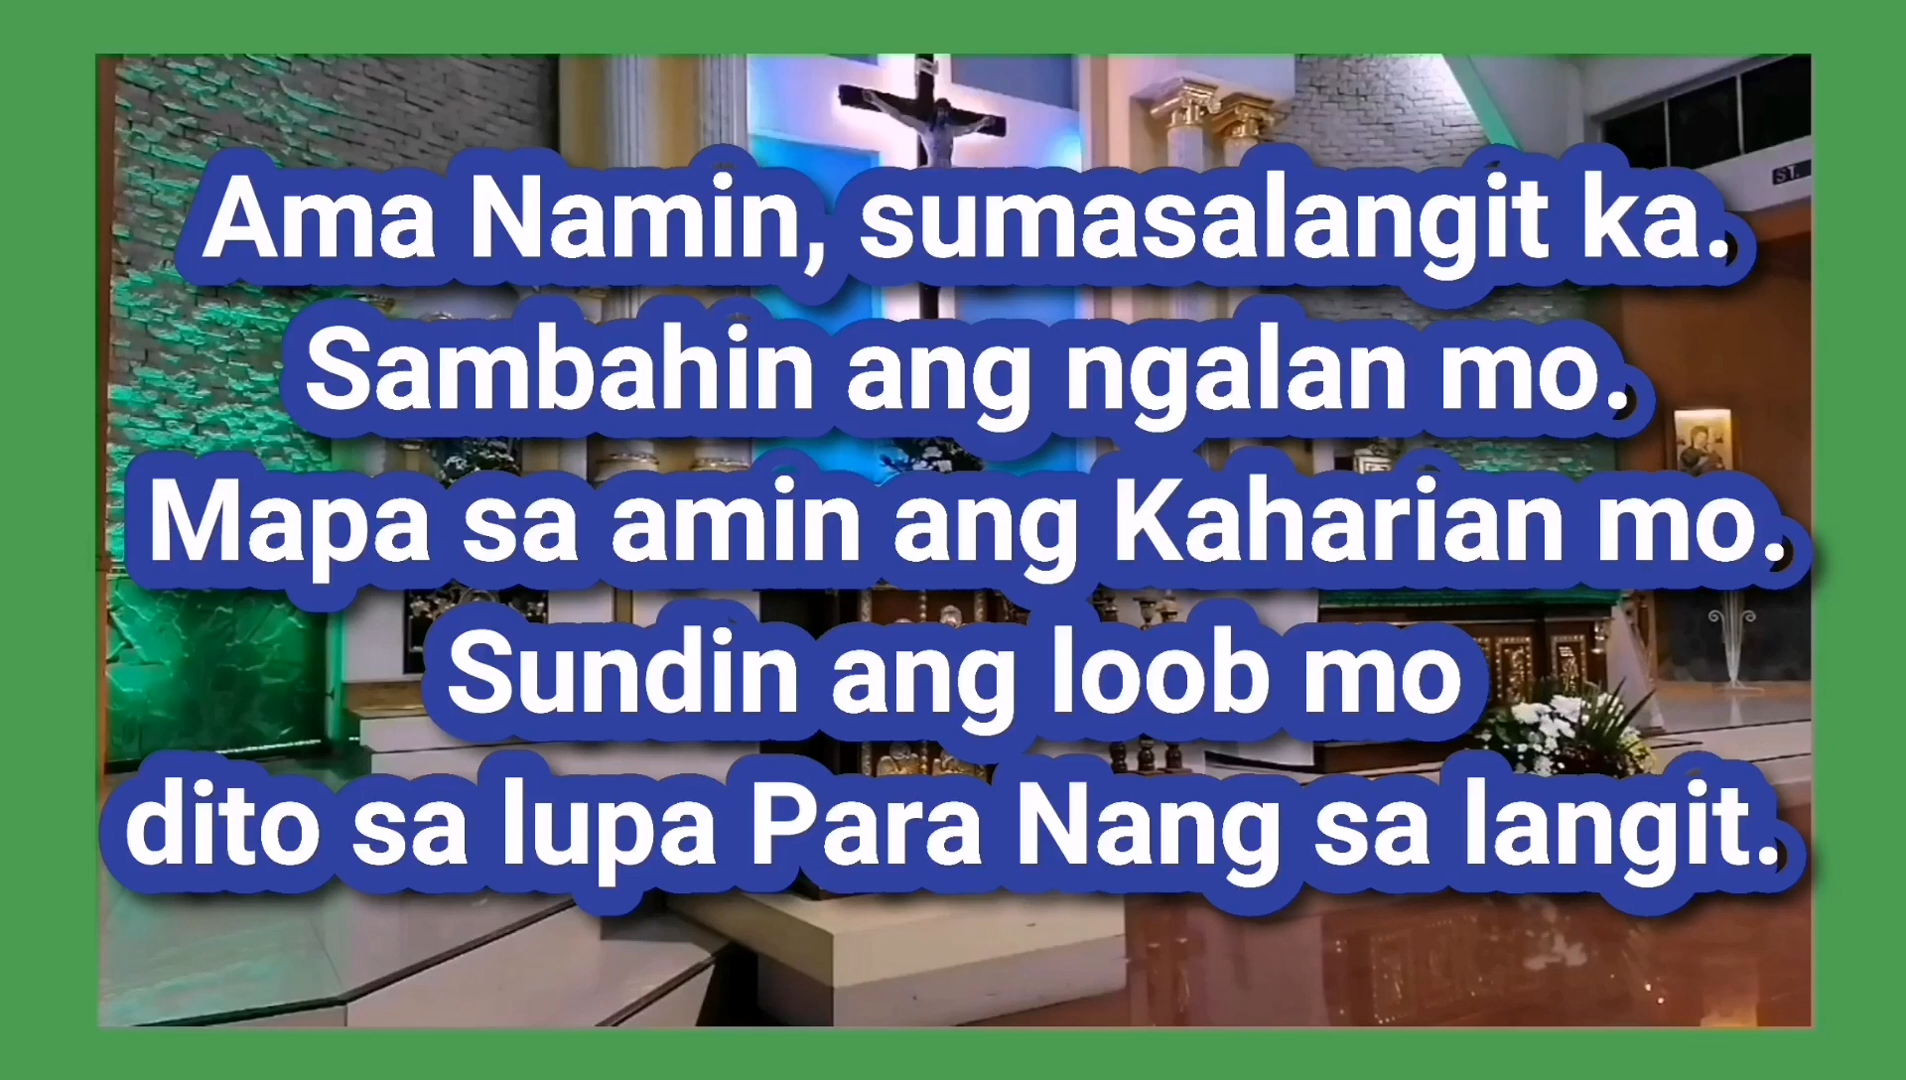 Ama Namin, sumasalangit ka.
Sambahin ang ngalan mo.
Mapa sa amin ang Kaharian mo.
Sundin ang loob mo
dito sa lupa Para Nang sa langit.
ST.